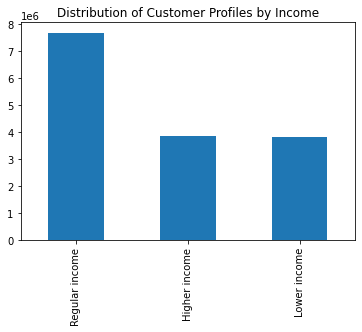 Distribution of Customer Profiles by Income
1e6
8
7
6
5
4
3
2
1
0
Regular income
Higher income
Lower income